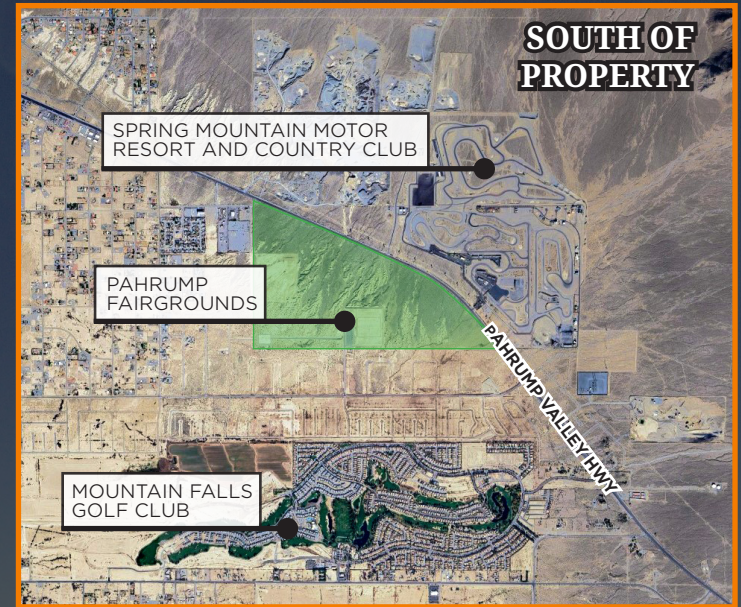 SOUTH OF
PROPERTY
SPRING MOUNTAIN MOTOR
RESORT AND COUNTRY CLUB
PAHRUMP
FAIRGROUNDS
PAHRUMP VALLEY HWY
MOUNTAIN FALLS
GOLF CLUB